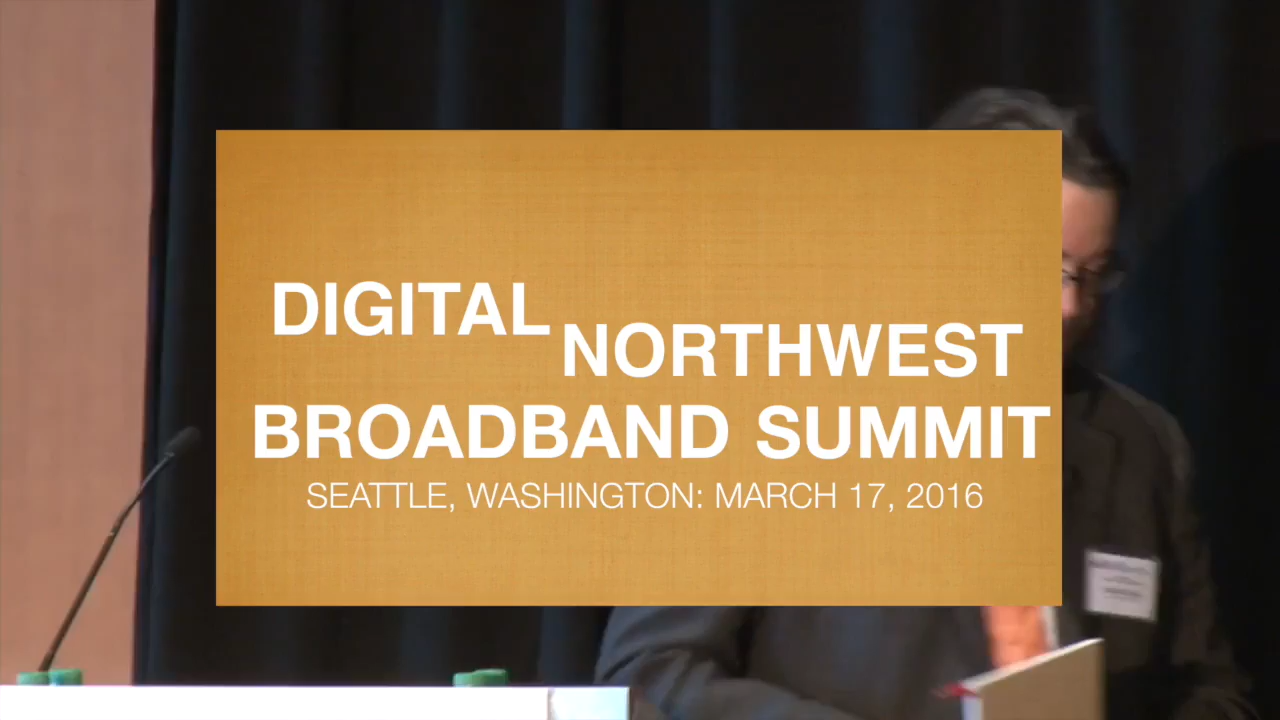 DIGITAL NORTHWEST
BROADBAND SUMMIT
SEATTLE, WASHINGTON: MARCH 17, 2016